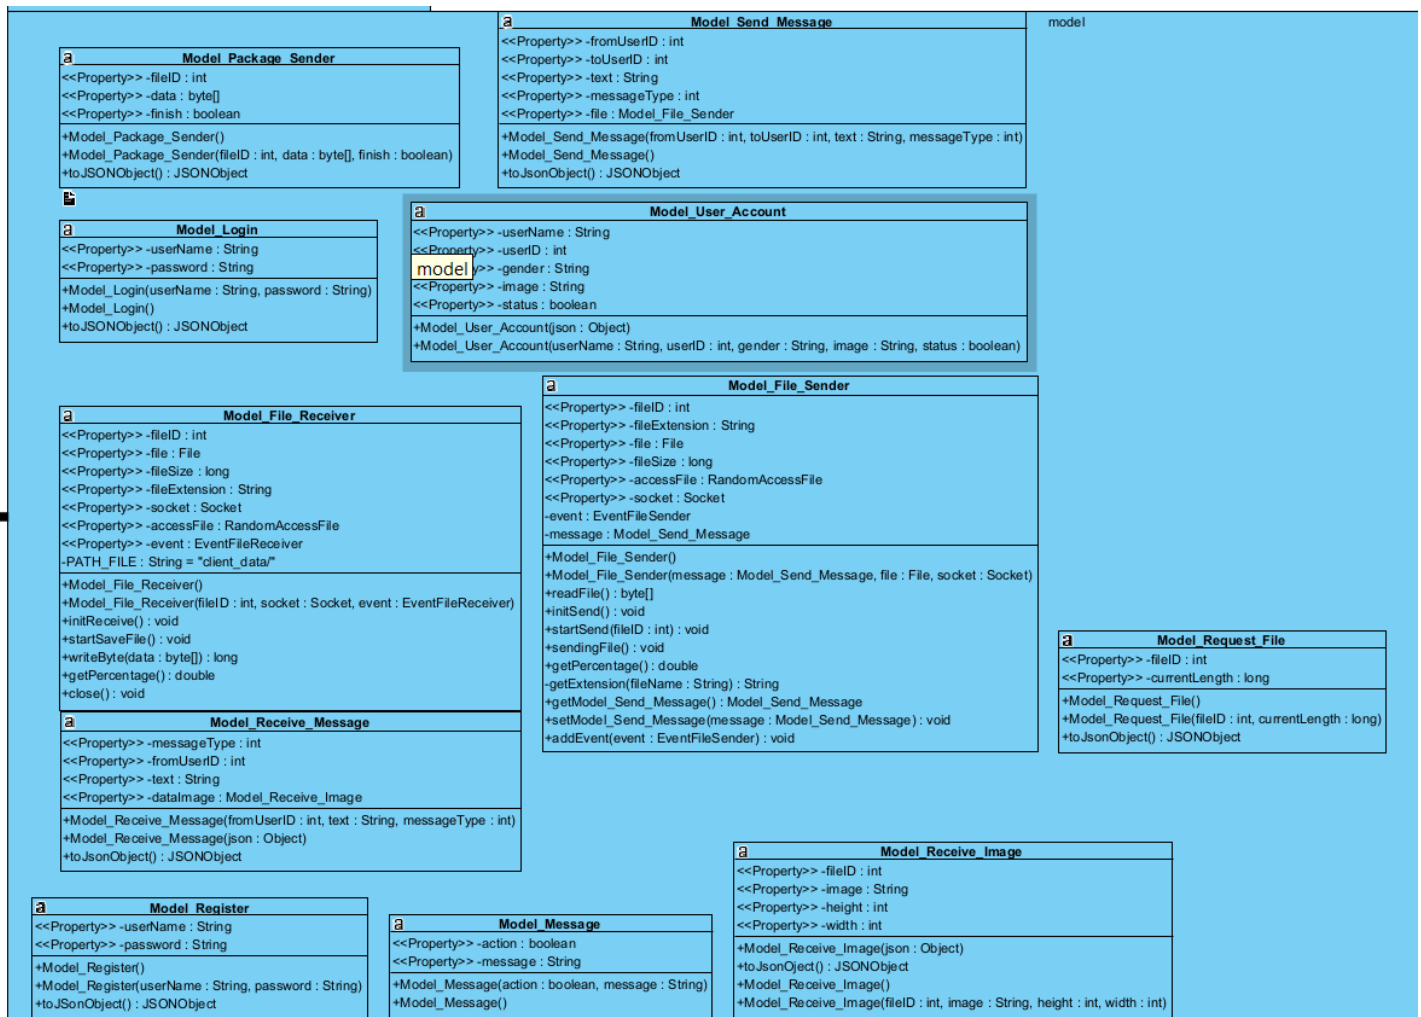 Model_Send_Message
<<Property>> -fromUserID : int
<<Property>> -toUserID : int
<<Property>> -text : String
<<Property>> -messageType : int
<<Property>> -file : Model_File_Sender
+Model_Send_Message(fromUserID : int, toUserID : int, text : String, messageType : int)
+Model_Send_Message()
+toJsonObject() : JSONObject
model
Model_Package_Sender
<<Property>> -fileID : int
<<Property>> -data : byte[]
<<Property>> -finish : boolean
+Model_Package_Sender()
+Model_Package_Sender(fileID : int, data : byte[], finish : boolean)
+toJSONObject() : JSONObject
Model_Login
<<Property>> -userName : String
<<Property>> -password : String
+Model_Login(userName : String, password : String)
+Model_Login()
+toJSONObject() : JSONObject
Model_User_Account
<<Property>> -userName : String
<<Property>> -userID : int
model
y>> -gender : String
<<Property>> -image : String
<<Property>> -status : boolean
+Model_User_Account(json : Object)
+Model_User_Account(userName : String, userID : int, gender : String, image : String, status : boolean)
Model_File_Sender
<<Property>> -fileID : int
<<Property>> -fileExtension : String
<<Property>> -file : File
<<Property>> -fileSize : long
<<Property>> -accessFile : RandomAccessFile
<<Property>> -socket : Socket
-event : EventFileSender
-message : Model_Send_Message
+Model_File_Sender()
+Model_File_Sender(message : Model_Send_Message, file : File, socket : Socket)
+readFile() : byte[]
+initSend() : void
+startSend(fileID : int) : void
+sendingFile() : void
+getPercentage() : double
-getExtension(fileName : String) : String
+getModel_Send_Message() : Model_Send_Message
+setModel_Send_Message(message : Model_Send_Message) : void
+addEvent(event : EventFileSender) : void
Model_File_Receiver
<<Property>> -fileID : int
<<Property>> -file : File
<<Property>> -fileSize : long
<<Property>> -fileExtension : String
<<Property>> -socket : Socket
<<Property>> -accessFile : RandomAccessFile
<<Property>> -event : EventFileReceiver
-PATH_FILE : String = "client_data/"
+Model_File_Receiver()
+Model_File_Receiver(fileID : int, socket : Socket, event : EventFileReceiver)
+initReceive() : void
+startSaveFile() : void
+writeByte(data : byte[]) : long
+getPercentage() : double
+close() : void
Model_Request_File
<<Property>> -fileID : int
<<Property>> -currentLength : long
+Model_Request_File()
+Model_Request_File(fileID : int, currentLength : long)
+toJsonObject() : JSONObject
Model_Receive_Message
<<Property>> -messageType : int
<<Property>> -fromUserID : int
<<Property>> -text : String
<<Property>> -dataImage : Model_Receive_Image
+Model_Receive_Message(fromUserID : int, text : String, messageType : int)
+Model_Receive_Message(json : Object)
+toJsonObject() : JSONObject
Model_Receive_Image
<<Property>> -fileID : int
<<Property>> -image : String
<<Property>> -height : int
<<Property>> -width : int
+Model_Receive_Image(json : Object)
+toJsonOject() : JSONObject
+Model_Receive_Image()
+Model_Receive_Image(fileID : int, image : String, height : int, width : int)
Model_Register
<<Property>> -userName : String
<<Property>> -password : String
+Model_Register()
+Model_Register(userName : String, password : String)
+toJSonObject() : JSONObject
Model_Message
<<Property>> -action : boolean
<<Property>> -message : String
+Model_Message(action : boolean, message : String)
+Model_Message()